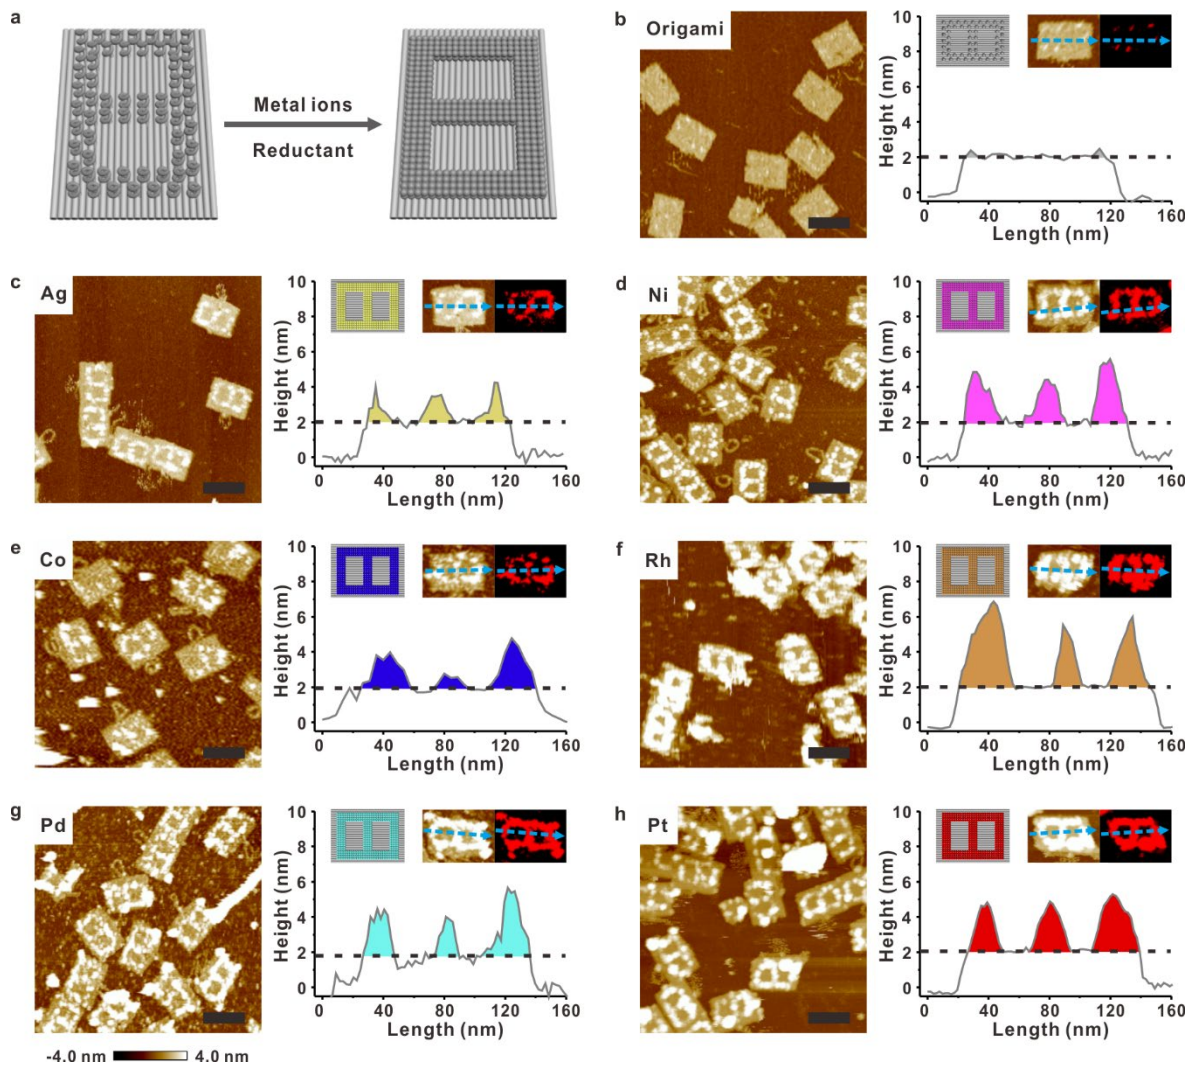 a
Metal ions
Reductant
b
Origami
Height (nm)
10
8
6
4
2
0
0 40 80 120 160
Length (nm)
c
Ag
Height (nm)
10
8
6
4
2
0
0 40 80 120 160
Length (nm)
d
Ni
Height (nm)
10
8
6
4
2
0
0 40 80 120 160
Length (nm)
e
Co
Height (nm)
10
8
6
4
2
0
0 40 80 120 160
Length (nm)
f
Rh
Height (nm)
10
8
6
4
2
0
0 40 80 120 160
Length (nm)
g
Pd
Height (nm)
10
8
6
4
2
0
0 40 80 120 160
Length (nm)
h
Pt
Height (nm)
10
8
6
4
2
0
0 40 80 120 160
Length (nm)
-4.0 nm 4.0 nm